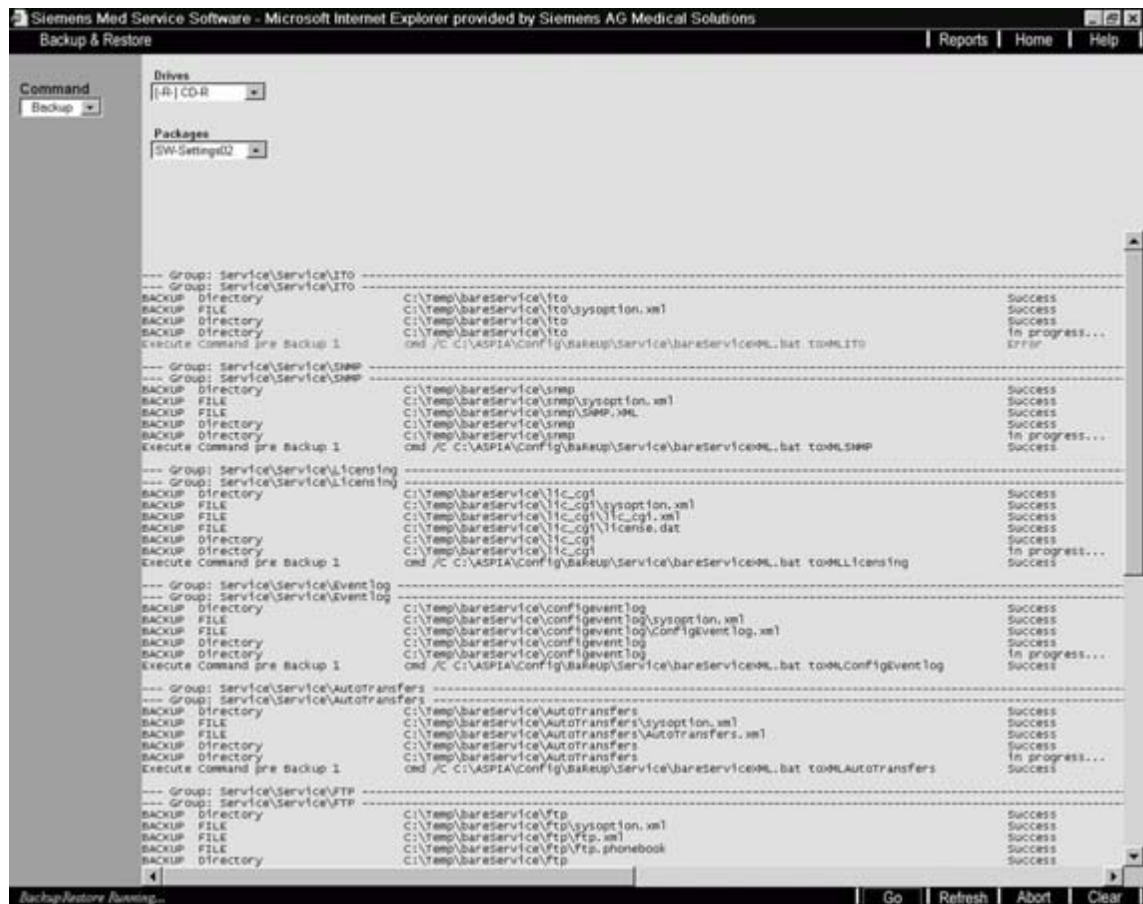 Siemens Med Service Software - Microsoft Internet Explorer provided by Siemens AG Medical Solutions
Backup & Restore Reports Home Help
Command
Backup
Drives
[-R-] CD-R
Packages
SW-Settings02
--- Group: Service\Service\ITO ---
--- Group: Service\Service\ITO ---
BACKUP Directory C:\Temp\bareService\ito Success
BACKUP FILE C:\Temp\bareService\ito\sysoption.xml Success
BACKUP Directory C:\Temp\bareService\ito Success
BACKUP Directory C:\Temp\bareService\ito in progress...
Execute Command pre Backup 1 cmd /C C:\ASPIA\Config\BaReUp\Service\bareServiceXML.bat toXMLITO Error
--- Group: Service\Service\SNMP ---
--- Group: Service\Service\SNMP ---
BACKUP Directory C:\Temp\bareService\snmp Success
BACKUP FILE C:\Temp\bareService\snmp\sysoption.xml Success
BACKUP FILE C:\Temp\bareService\snmp\SNMP.XML Success
BACKUP Directory C:\Temp\bareService\snmp Success
BACKUP Directory C:\Temp\bareService\snmp in progress...
Execute Command pre Backup 1 cmd /C C:\ASPIA\Config\BaReUp\Service\bareServiceXML.bat toXMLSNMP Success
--- Group: Service\Service\Licensing ---
--- Group: Service\Service\Licensing ---
BACKUP Directory C:\Temp\bareService\lic_cgi Success
BACKUP FILE C:\Temp\bareService\lic_cgi\sysoption.xml Success
BACKUP FILE C:\Temp\bareService\lic_cgi\lic_cgi.xml Success
BACKUP FILE C:\Temp\bareService\lic_cgi\license.dat Success
BACKUP Directory C:\Temp\bareService\lic_cgi Success
BACKUP Directory C:\Temp\bareService\lic_cgi in progress...
Execute Command pre Backup 1 cmd /C C:\ASPIA\Config\BaReUp\Service\bareServiceXML.bat toXMLLicensing Success
--- Group: Service\Service\Eventlog ---
--- Group: Service\Service\Eventlog ---
BACKUP Directory C:\Temp\bareService\configeventlog Success
BACKUP FILE C:\Temp\bareService\configeventlog\sysoption.xml Success
BACKUP FILE C:\Temp\bareService\configeventlog\ConfigEventlog.xml Success
BACKUP Directory C:\Temp\bareService\configeventlog Success
BACKUP Directory C:\Temp\bareService\configeventlog in progress...
Execute Command pre Backup 1 cmd /C C:\ASPIA\Config\BaReUp\Service\bareServiceXML.bat toXMLConfigEventlog Success
--- Group: Service\Service\AutoTransfers ---
--- Group: Service\Service\AutoTransfers ---
BACKUP Directory C:\Temp\bareService\AutoTransfers Success
BACKUP FILE C:\Temp\bareService\AutoTransfers\sysoption.xml Success
BACKUP FILE C:\Temp\bareService\AutoTransfers\AutoTransfers.xml Success
BACKUP Directory C:\Temp\bareService\AutoTransfers Success
BACKUP Directory C:\Temp\bareService\AutoTransfers in progress...
Execute Command pre Backup 1 cmd /C C:\ASPIA\Config\BaReUp\Service\bareServiceXML.bat toXMLAutoTransfers Success
--- Group: Service\Service\FTP ---
--- Group: Service\Service\FTP ---
BACKUP Directory C:\Temp\bareService\ftp Success
BACKUP FILE C:\Temp\bareService\ftp\sysoption.xml Success
BACKUP FILE C:\Temp\bareService\ftp\ftp.xml Success
BACKUP FILE C:\Temp\bareService\ftp\ftp.phonebook Success
BACKUP Directory C:\Temp\bareService\ftp Success
BackupRestore Running... Go Refresh Abort Clear